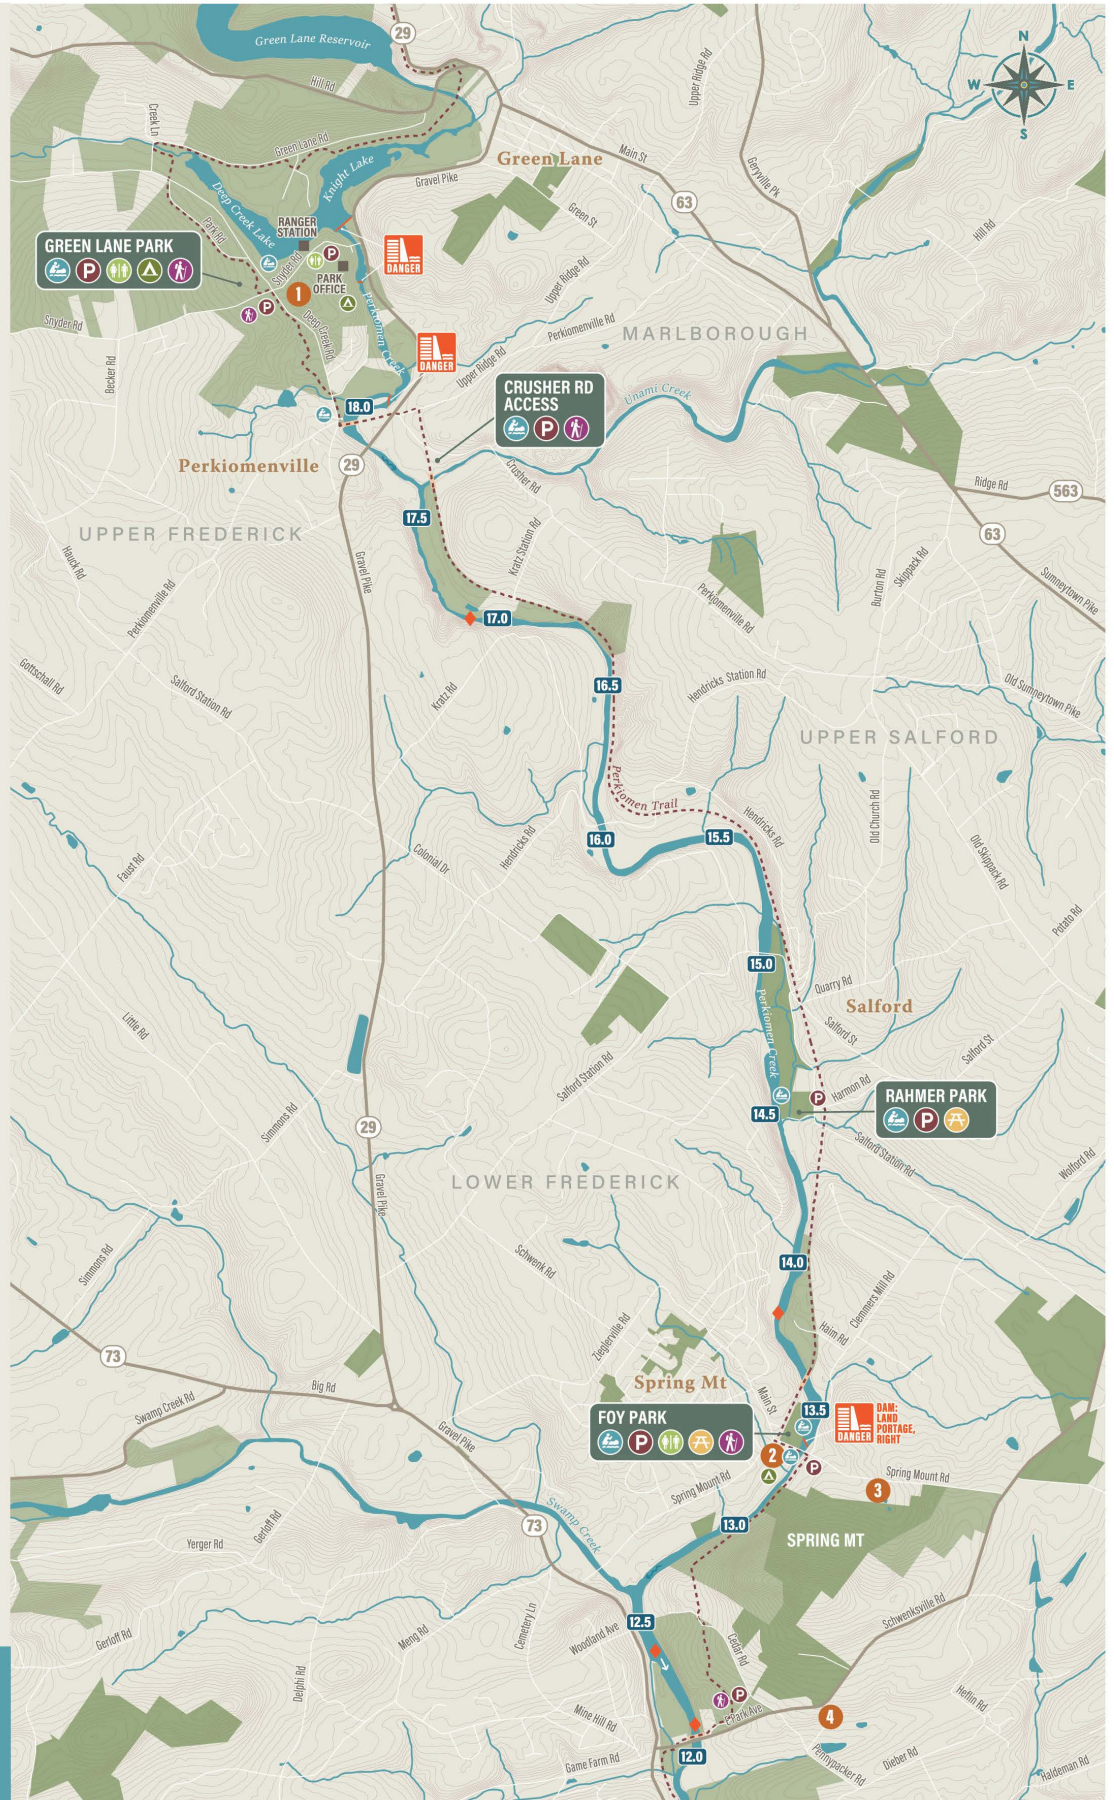 Green Lane Reservoir
29
N
W E
S
Hill Rd
Upper Ridge Rd
Creek Ln
Green Lane Rd
Knight Lake
Green Lane
Main St
Geryville Pk
Gravel Pike
63
Deep Creek Lake
Green St
Hill Rd
Park Rd
RANGER
STATION
GREEN LANE PARK
P
P
DANGER
Snyder Rd
PARK
OFFICE
1
Upper Ridge Rd
P
Perkiomen Creek
Snyder Rd
Deep Creek Rd
Perkiomenville Rd
MARLBOROUGH
DANGER
Becker Rd
Upper Ridge Rd
CRUSHER RD
ACCESS
P
Unami Creek
18.0
Perkiomenville
29
Crusher Rd
Ridge Rd
563
17.5
63
UPPER FREDERICK
Kratz Station Rd
Hauck Rd
Gravel Pike
Perkiomenville Rd
Perkiomenville Rd
Burton Rd
Skippack Rd
Sumneytown Pike
17.0
Gottschall Rd
Salford Station Rd
Kratz Rd
16.5
Hendricks Station Rd
Old Sumneytown Pike
UPPER SALFORD
Perkiomen Trail
Hendricks Rd
Old Church Rd
16.0
15.5
Faust Rd
Colonial Dr
Hendricks Rd
Old Skippack Rd
Potato Rd
15.0
Quarry Rd
Salford
Perkiomen Creek
Little Rd
Salford St
Salford St
Salford Station Rd
P
Harmon Rd
RAHMER PARK
P
14.5
Simmons Rd
29
Salford Station Rd
Wolford Rd
LOWER FREDERICK
Gravel Pike
Simmons Rd
Schwenk Rd
14.0
Clemmers Mill Rd
Zieglerville Rd
Haim Rd
73
Spring Mt
Big Rd
Main St
Swamp Creek Rd
13.5
DANGER
DAM:
LAND
PORTAGE,
RIGHT
FOY PARK
P
Gravel Pike
2
P
Spring Mount Rd
Spring Mount Rd
3
Swamp Creek
13.0
73
Gerloff Rd
Yerger Rd
SPRING MT
Schwenksville Rd
12.5
Cemetery Ln
Woodland Ave
Gerloff Rd
Meng Rd
Cedar Rd
Delphi Rd
P
Heflin Rd
Mine Hill Rd
E Park Ave
4
12.0
Game Farm Rd
Pennypacker Rd
Dieber Rd
Haldeman Rd